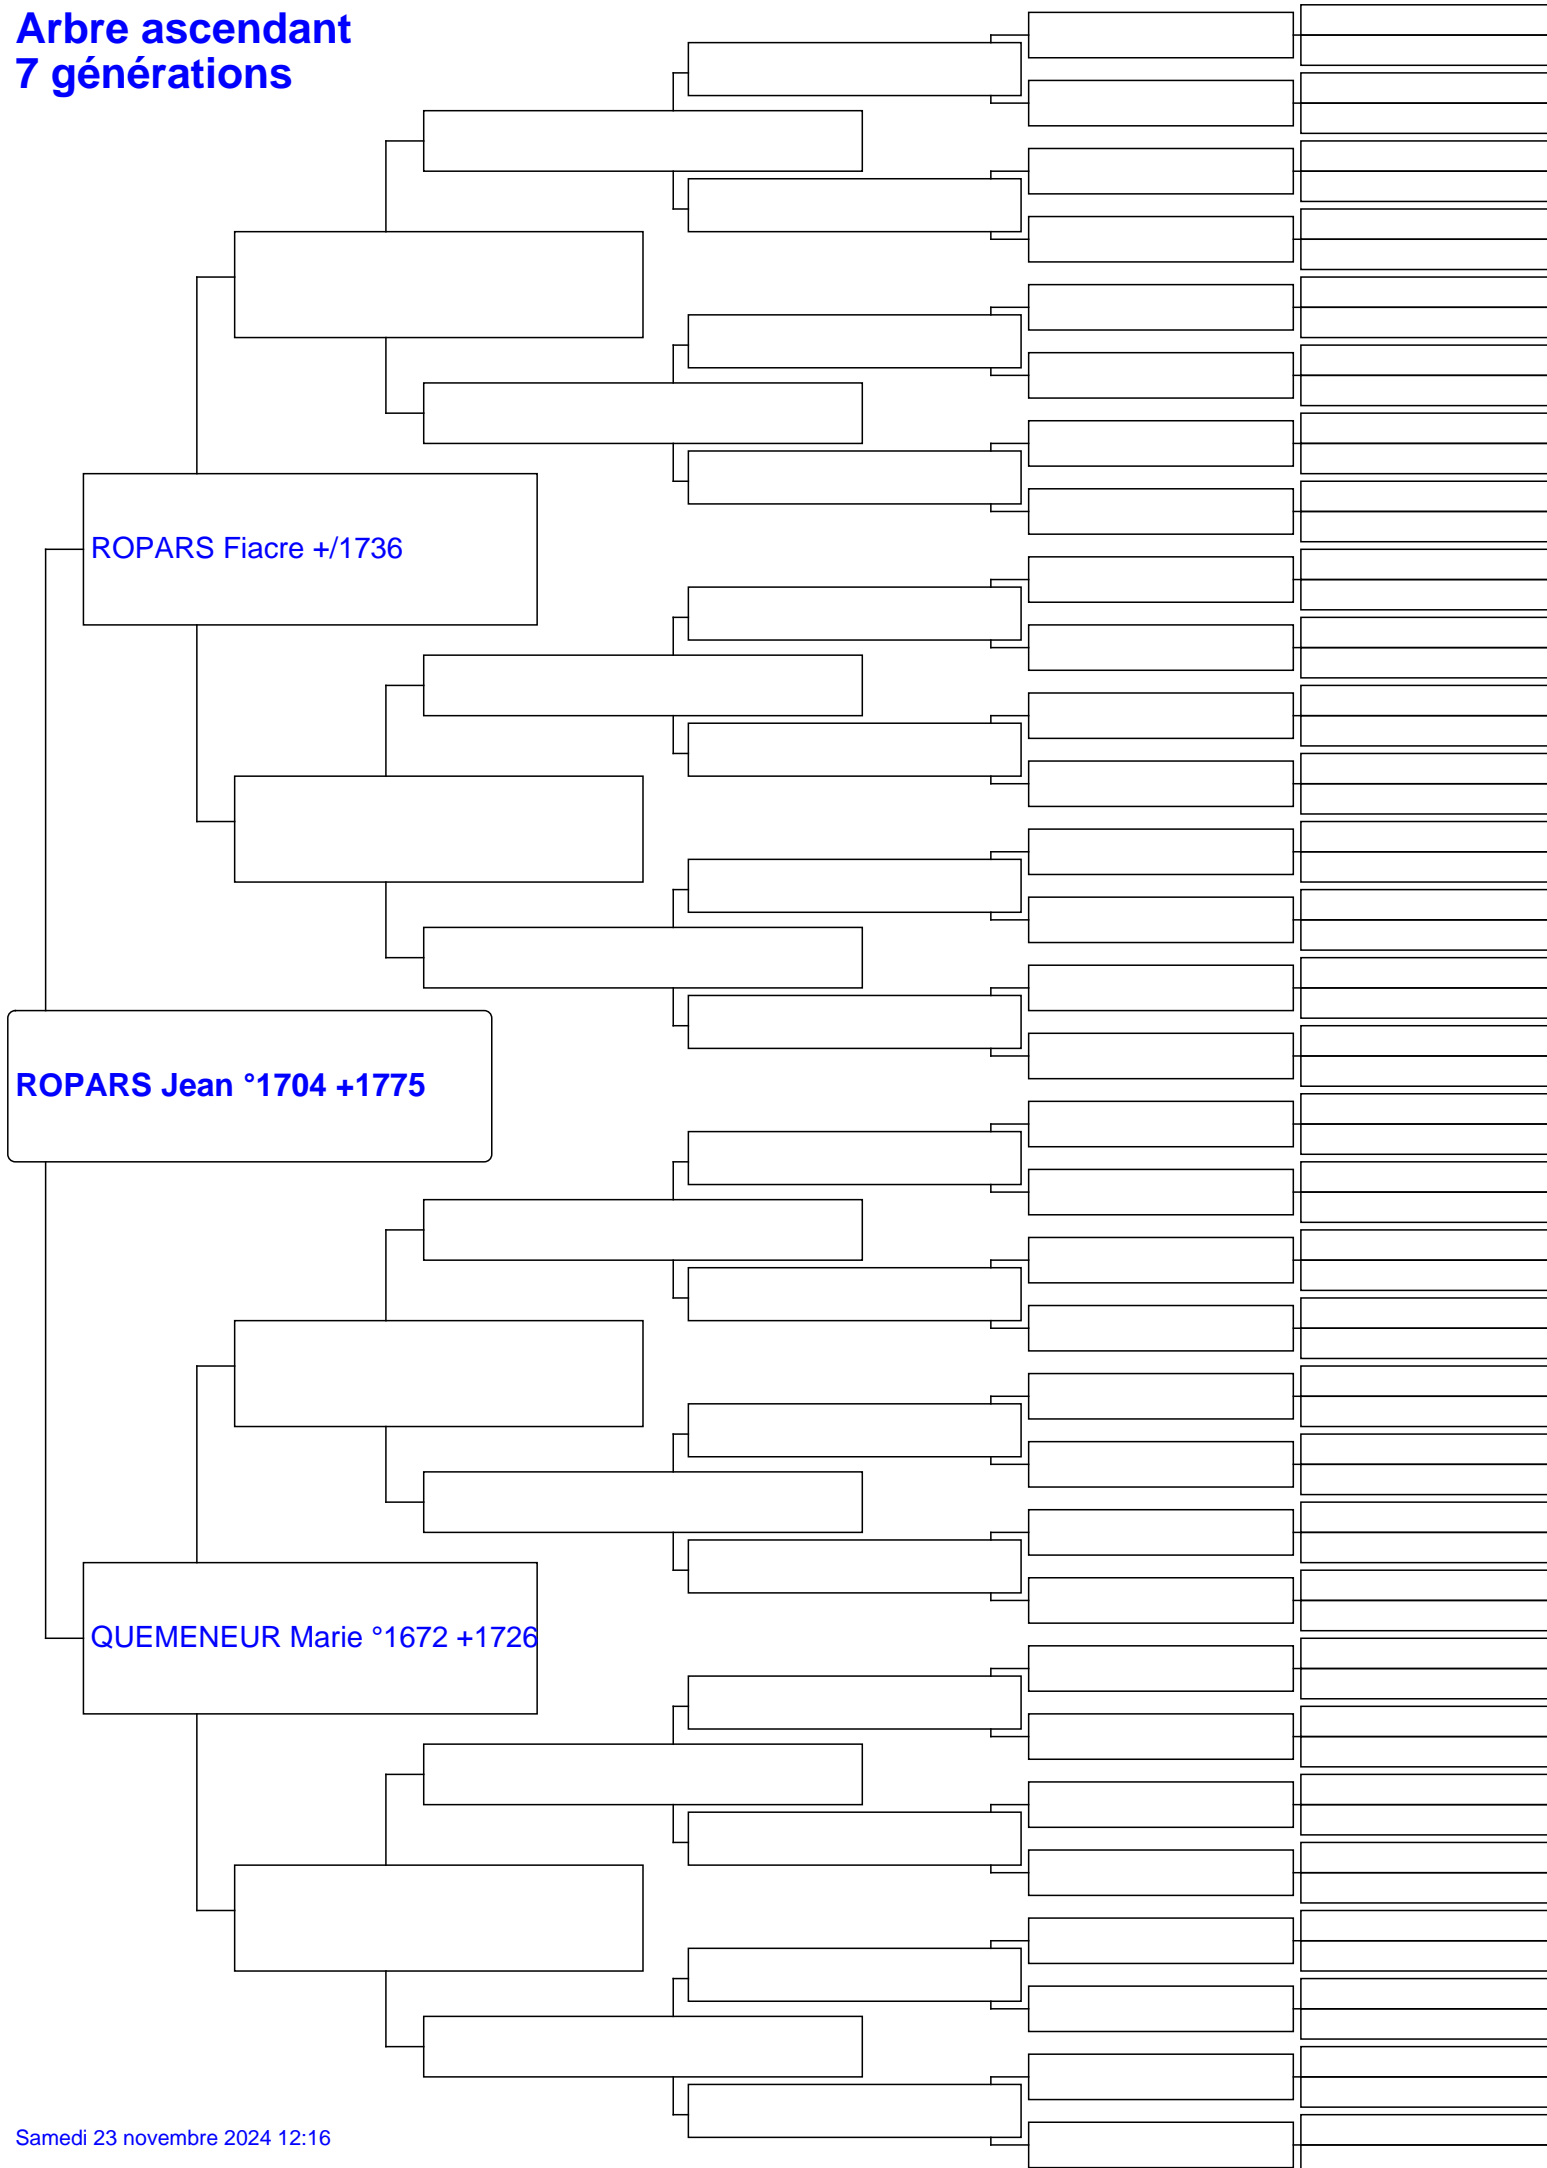 Arbre ascendant
7 générations
ROPARS Fiacre +/1736
ROPARS Jean °1704 +1775
QUEMENEUR Marie °1672 +1726
Samedi 23 novembre 2024 12:16